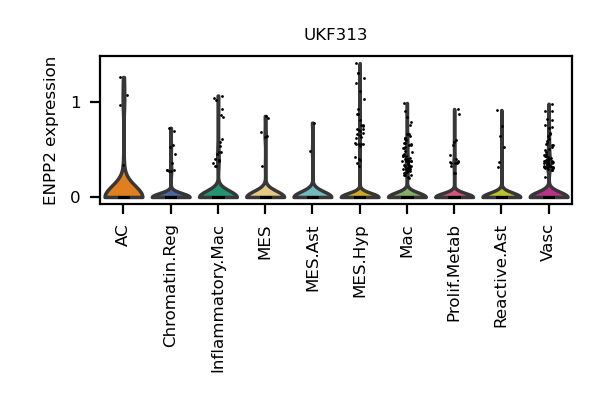 UKF313
ENPP2 expression
1
0
AC
Chromatin.Reg
Inflammatory.Mac
MES
MES.Ast
MES.Hyp
Mac
Prolif.Metab
Reactive.Ast
Vasc